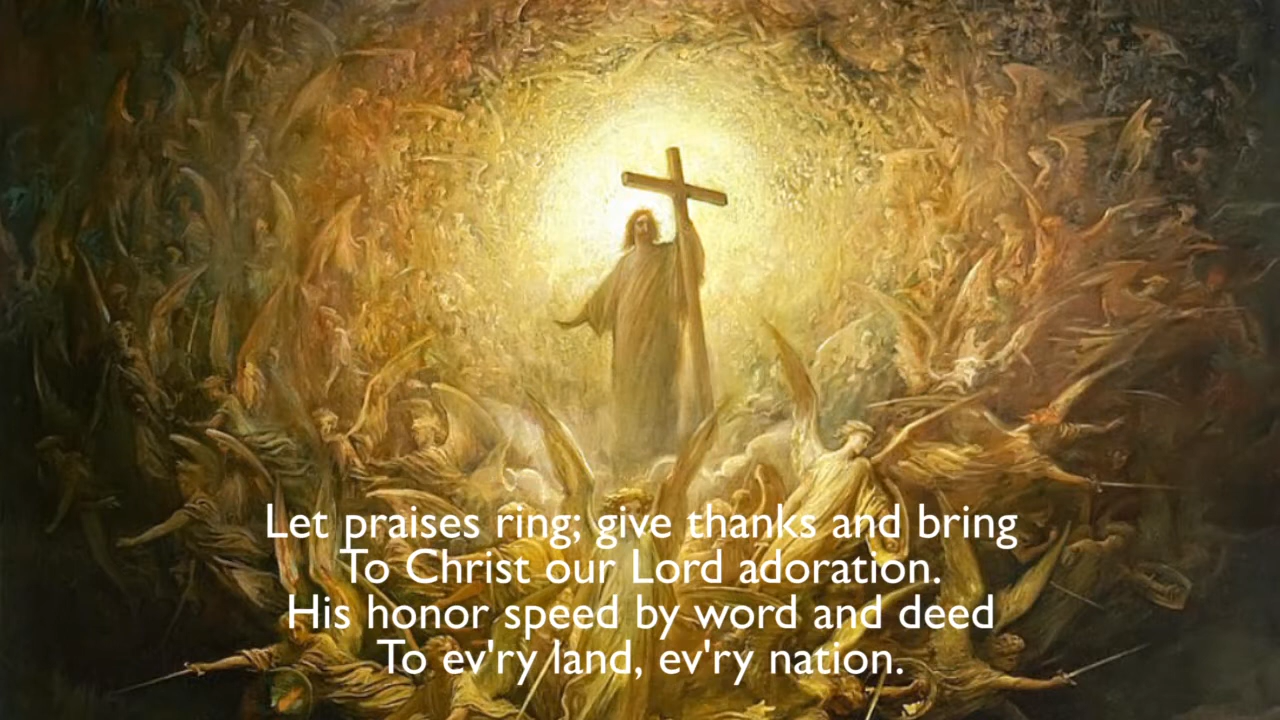 Let praises ring; give thanks and bring
To Christ our Lord adoration.
His honor speed by word and deed
To ev'ry land, ev'ry nation.